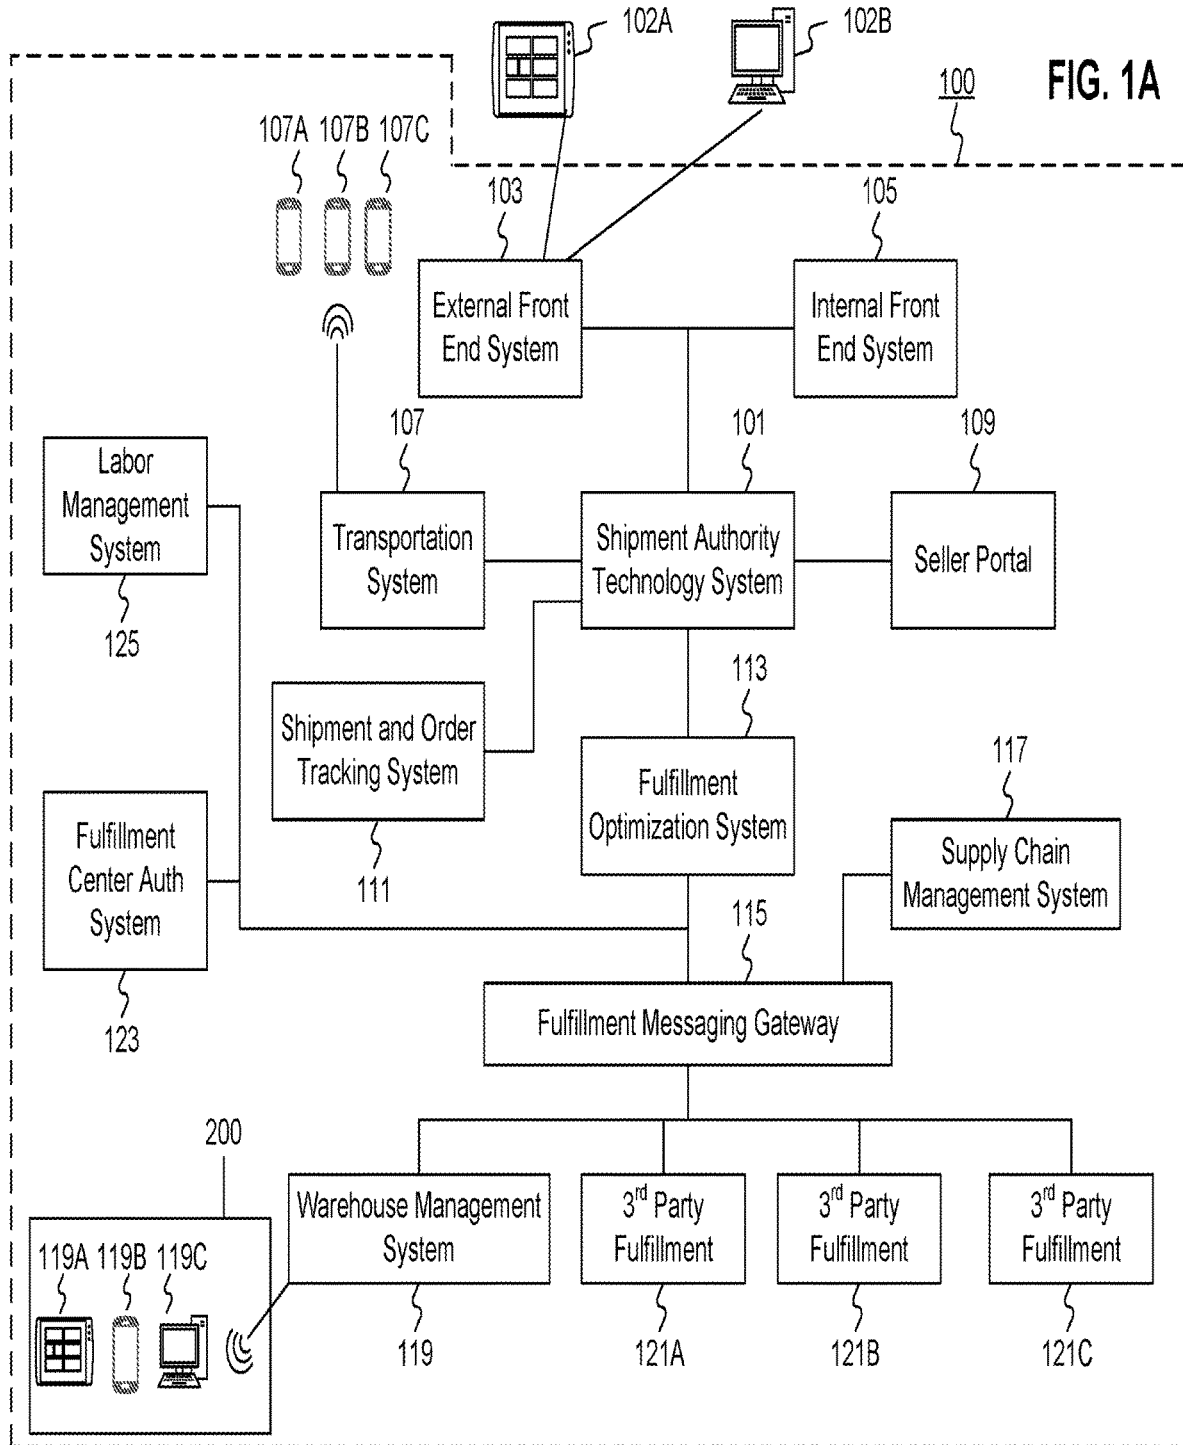 102A
102B
FIG. 1A
100
107A
107B
107C
103
105
External Front
End System
Internal Front
End System
107
101
109
Labor
Management
System
Transportation
System
Shipment Authority
Technology System
Seller Portal
125
113
Shipment and Order
Tracking System
117
Fulfillment
Optimization System
Fulfillment
Center Auth
System
Supply Chain
Management System
111
115
123
Fulfillment Messaging Gateway
200
Warehouse Management
System
3rd Party
Fulfillment
3rd Party
Fulfillment
3rd Party
Fulfillment
119A
119B
119C
119
121A
121B
121C